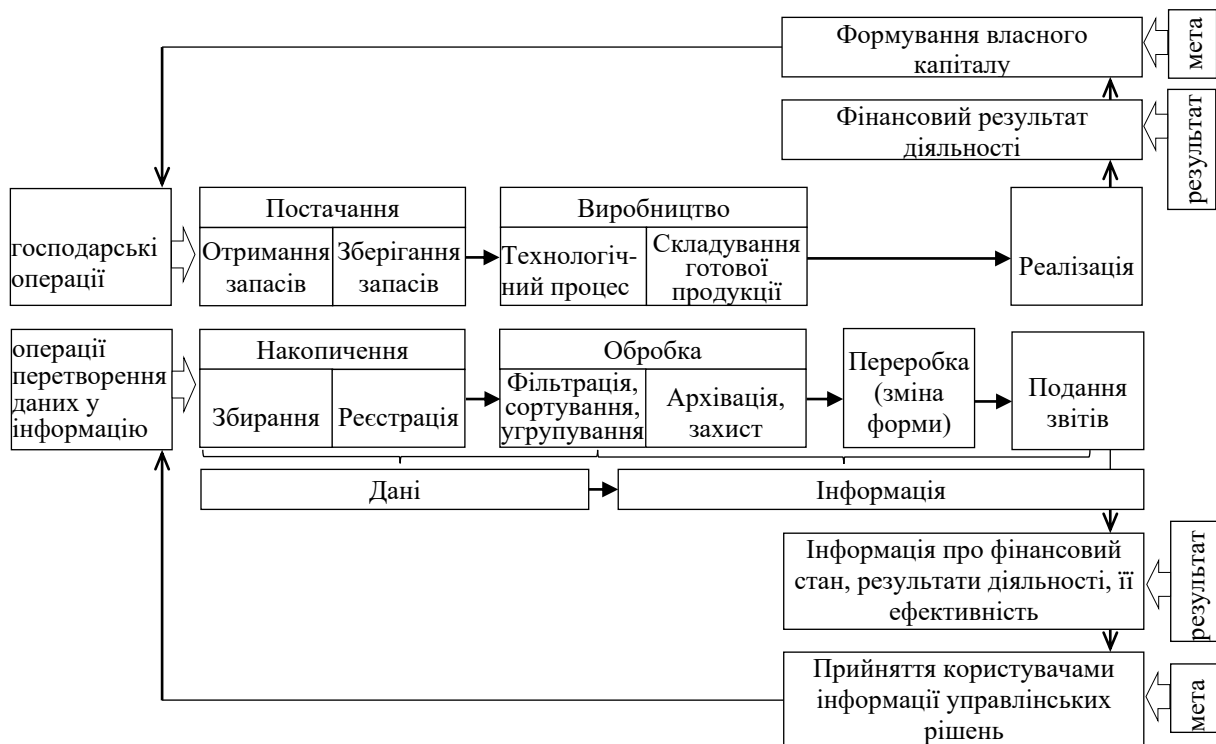 Формування власного
капіталу
мета
Фінансовий результат
діяльності
результат
господарські
операції
Постачання
Отримання
запасів
Зберігання
запасів
Виробництво
Технологіч-
ний процес
Складування
готової
продукції
Реалізація
операції
перетворення
даних у
інформацію
Накопичення
Збирання
Реєстрація
Обробка
Фільтрація,
сортування,
угрупування
Архівація,
захист
Переробка
(зміна
форми)
Подання
звітів
Дані
Інформація
Інформація про фінансовий
стан, результати діяльності, її
ефективність
результат
Прийняття користувачами
інформації управлінських
рішень
мета